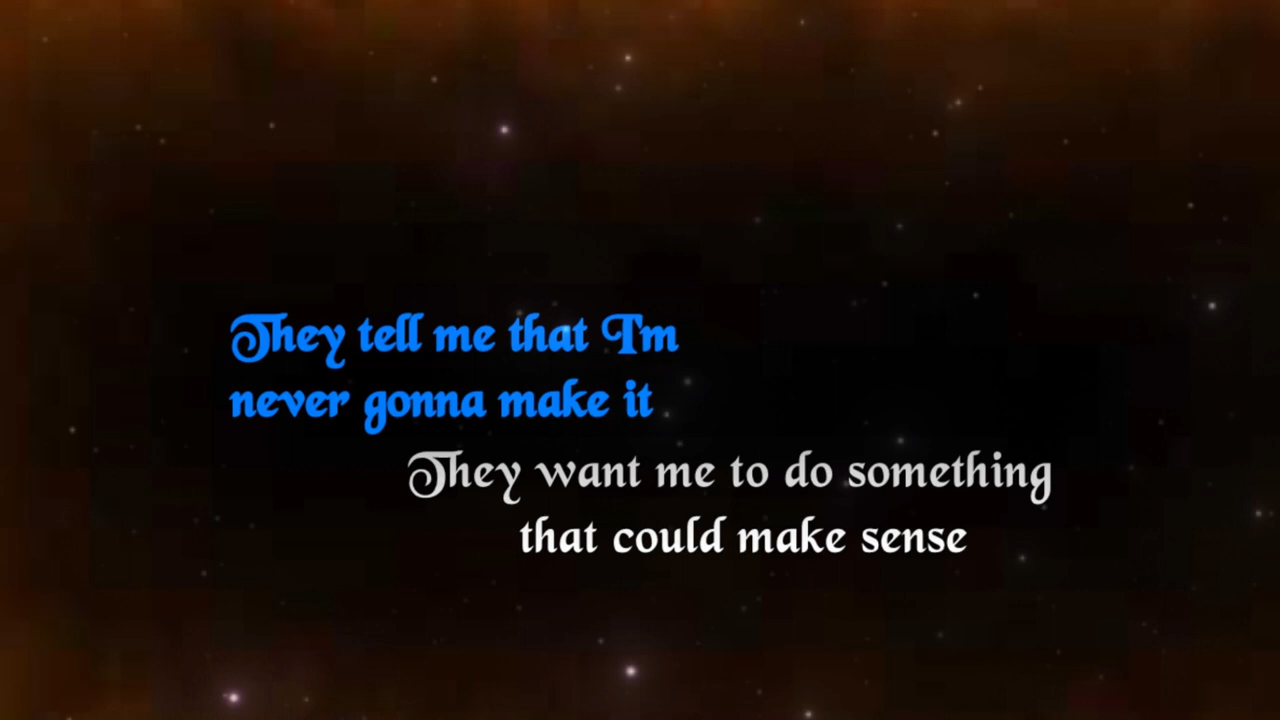 They tell me that I'm
never gonna make it
They want me to do something
that could make sense